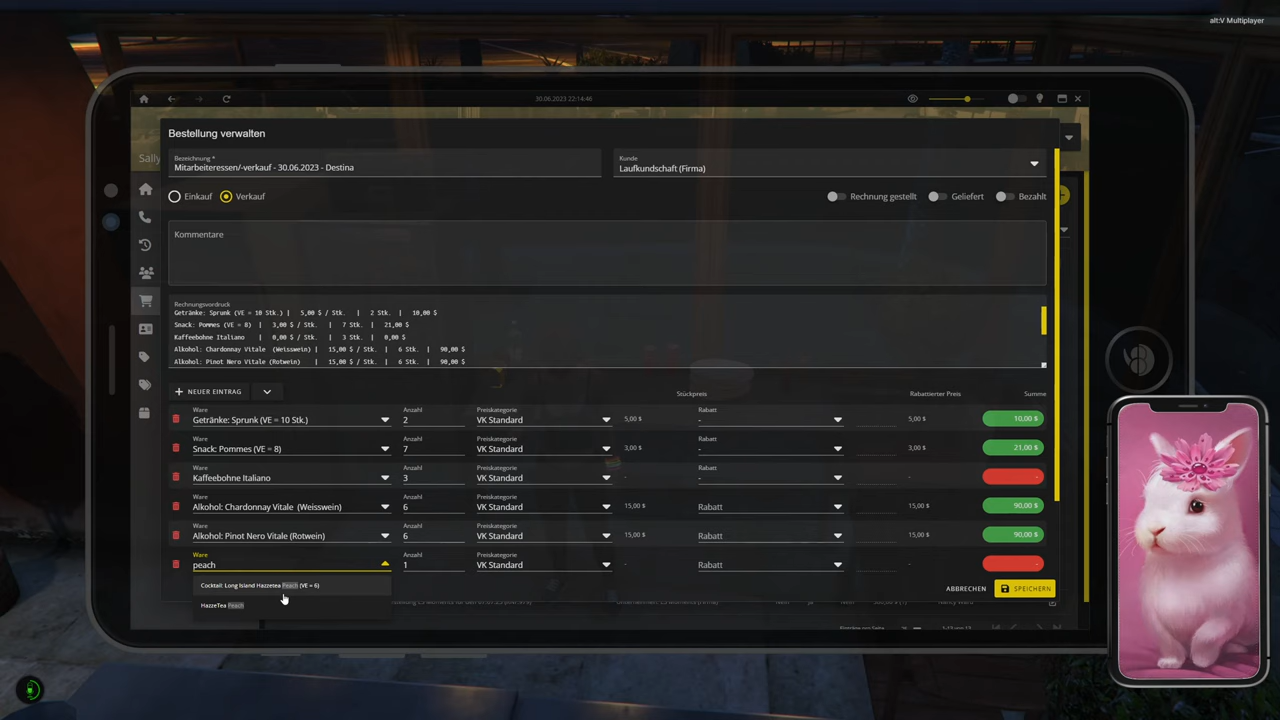 alt:V Multiplayer
30.06.2023 22:14:46
Sally
Bestellung verwalten
Bezeichnung *
Mitarbeiteressen/-verkauf - 30.06.2023 - Destina
Kunde
Laufkundschaft (Firma)
Einkauf
Verkauf
Rechnung gestellt
Geliefert
Bezahlt
Kommentare
Rechnungsvordruck
Getränke: Sprunk (VE = 10 Stk.) | 5,00 $ / Stk. | 2 Stk. | 10,00 $
Snack: Pommes (VE = 8) | 3,00 $ / Stk. | 7 Stk. | 21,00 $
Kaffeebohne Italiano | 0,00 $ / Stk. | 3 Stk. | 0,00 $
Alkohol: Chardonnay Vitale (Weisswein) | 15,00 $ / Stk. | 6 Stk. | 90,00 $
Alkohol: Pinot Nero Vitale (Rotwein) | 15,00 $ / Stk. | 6 Stk. | 90,00 $
+ NEUER EINTRAG
Stückpreis Rabattierter Preis Summe
Ware Anzahl Preiskategorie Rabatt
Getränke: Sprunk (VE = 10 Stk.) 2 VK Standard 5,00 $ - 5,00 $ 10,00 $
Ware Anzahl Preiskategorie Rabatt
Snack: Pommes (VE = 8) 7 VK Standard 3,00 $ - 3,00 $ 21,00 $
Ware Anzahl Preiskategorie Rabatt
Kaffeebohne Italiano 3 VK Standard - - - -
Ware Anzahl Preiskategorie
Alkohol: Chardonnay Vitale (Weisswein) 6 VK Standard 15,00 $ Rabatt 15,00 $ 90,00 $
Ware Anzahl Preiskategorie
Alkohol: Pinot Nero Vitale (Rotwein) 6 VK Standard 15,00 $ Rabatt 15,00 $ 90,00 $
Ware Anzahl Preiskategorie
peach 1 VK Standard - Rabatt - -
Cocktail: Long Island Hazzetea Peach (VE = 6)
HazzeTea Peach
ABBRECHEN
SPEICHERN